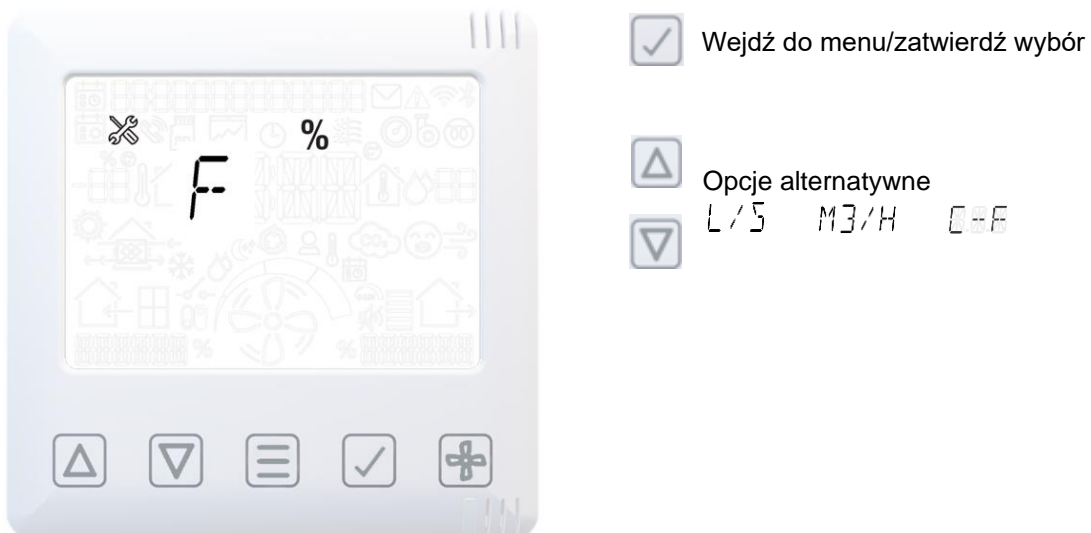 %
F
Wejdź do menu/zatwierdź wybór
Opcje alternatywne
L/S M3/H C-F